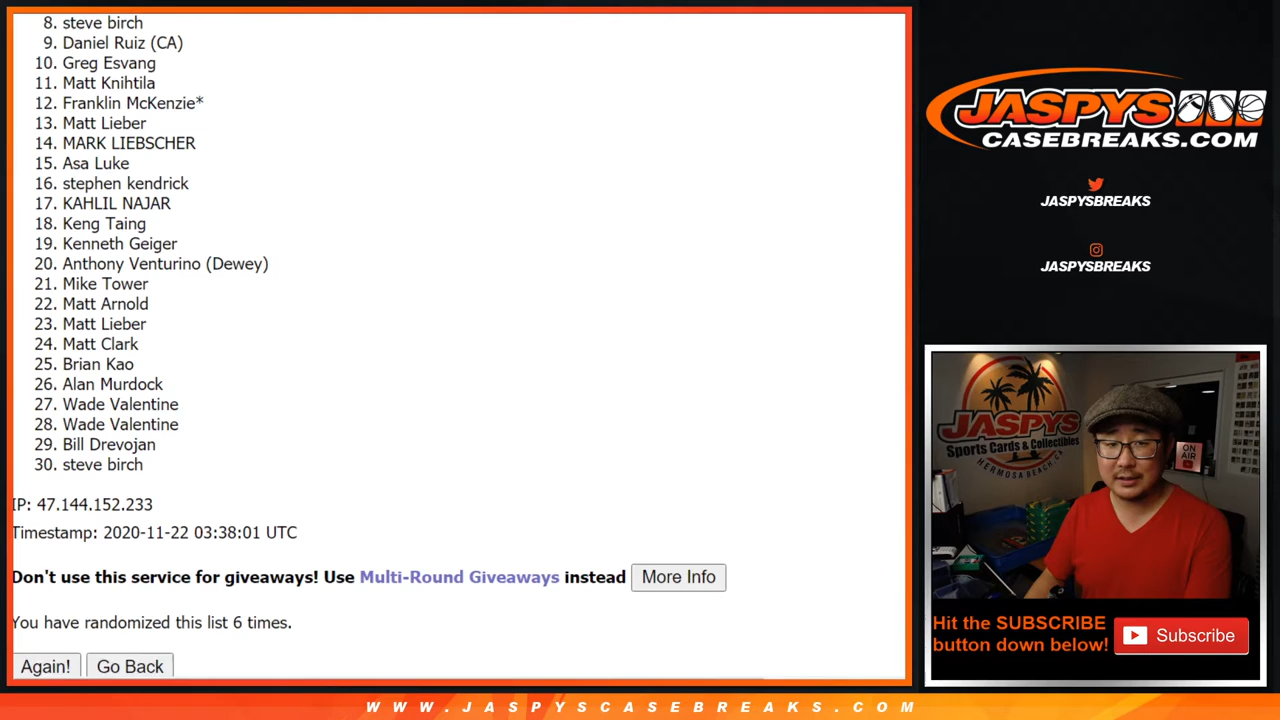 8. steve birch
9. Daniel Ruiz (CA)
10. Greg Esvang
11. Matt Knihtila
12. Franklin McKenzie*
13. Matt Lieber
14. MARK LIEBSCHER
15. Asa Luke
16. stephen kendrick
17. KAHLIL NAJAR
18. Keng Taing
19. Kenneth Geiger
20. Anthony Venturino (Dewey)
21. Mike Tower
22. Matt Arnold
23. Matt Lieber
24. Matt Clark
25. Brian Kao
26. Alan Murdock
27. Wade Valentine
28. Wade Valentine
29. Bill Drevojan
30. steve birch
IP: 47.144.152.233
Timestamp: 2020-11-22 03:38:01 UTC
Don't use this service for giveaways! Use Multi-Round Giveaways instead More Info
You have randomized this list 6 times.
Again! Go Back
JASPYS
CASEBREAKS.COM
JASPYSBREAKS
JASPYSBREAKS
JASPYS
Sports Cards & Collectibles
HERMOSA BEACH, CA
ON
AIR
Hit the SUBSCRIBE
button down below!
Subscribe
WWW.JASPYSCASEBREAKS.COM